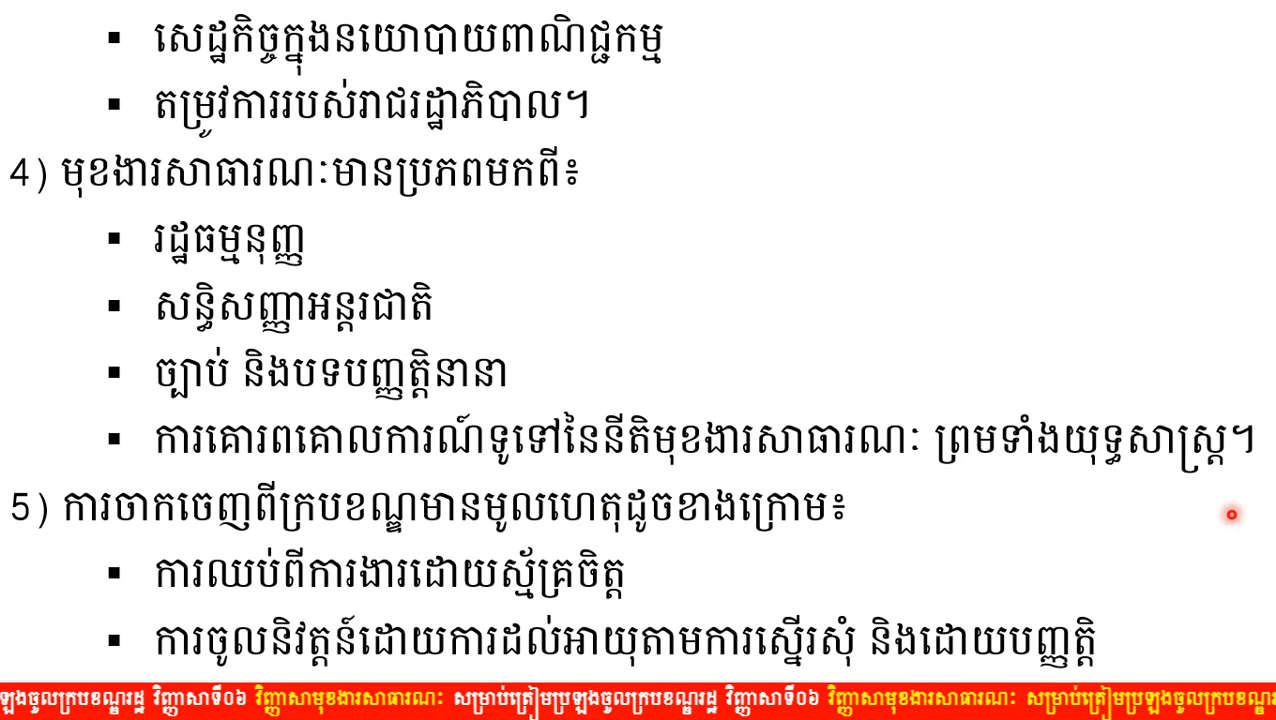 ▪ សេដ្ឋកិច្ចក្នុងនយោបាយពាណិជ្ជកម្ម
▪ តម្រូវការរបស់រាជរដ្ឋាភិបាល។
4) មុខងារសាធារណៈមានប្រភពមកពី៖
▪ រដ្ឋធម្មនុញ្ញ
▪ សន្ធិសញ្ញាអន្តរជាតិ
▪ ច្បាប់ និងបទបញ្ញត្តិនានា
▪ ការគោរពគោលការណ៍ទូទៅនៃនីតិមុខងារសាធារណៈ ព្រមទាំងយុទ្ធសាស្ត្រ។
5) ការចាកចេញពីក្របខណ្ឌមានមូលហេតុដូចខាងក្រោម៖
▪ ការឈប់ពីការងារដោយស្ម័គ្រចិត្ត
▪ ការចូលនិវត្តន៍ដោយការដល់អាយុតាមការស្នើរសុំ និងដោយបញ្ញត្តិ
ឡងចូលក្របខណ្ឌរដ្ឋ វិញ្ញាសាទី០៦ វិញ្ញាសាមុខងារសាធារណៈ សម្រាប់ត្រៀមប្រឡងចូលក្របខណ្ឌរដ្ឋ វិញ្ញាសាទី០៦ វិញ្ញាសាមុខងារសាធារណៈ សម្រាប់ត្រៀមប្រឡងចូលក្របខណ្ឌរ